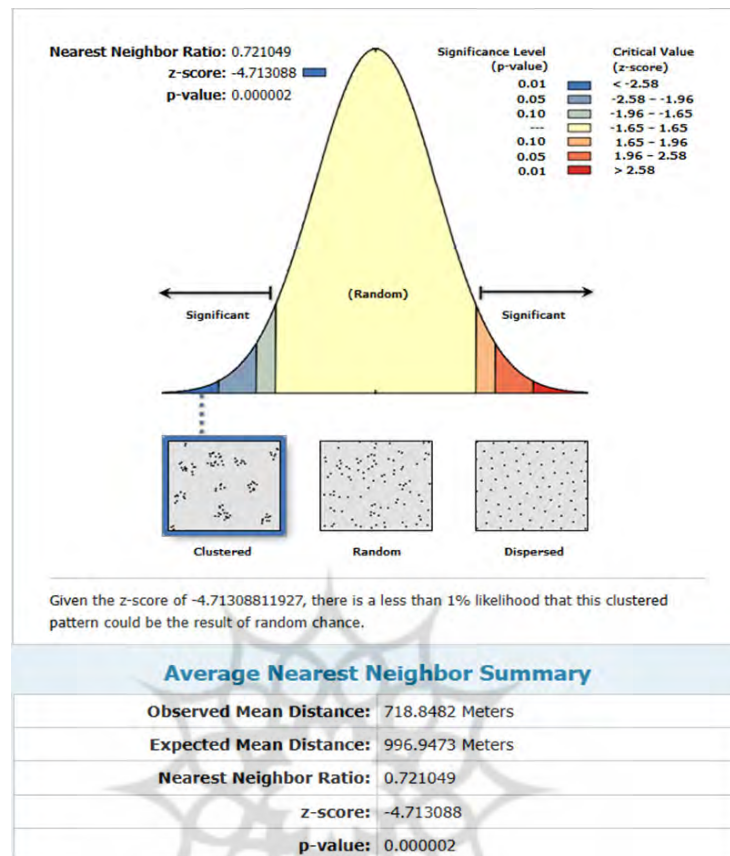 Nearest Neighbor Ratio: 0.721049
z-score: -4.713088
p-value: 0.000002
Significance Level (p-value)
Critical Value (z-score)
0.01 < -2.58
0.05 -2.58 – -1.96
0.10 -1.96 – -1.65
--- -1.65 – 1.65
0.10 1.65 – 1.96
0.05 1.96 – 2.58
0.01 > 2.58
(Random)
Significant
Significant
Clustered
Random
Dispersed
Given the z-score of -4.71308811927, there is a less than 1% likelihood that this clustered
pattern could be the result of random chance.
Average Nearest Neighbor Summary
Observed Mean Distance: 718.8482 Meters
Expected Mean Distance: 996.9473 Meters
Nearest Neighbor Ratio: 0.721049
z-score: -4.713088
p-value: 0.000002